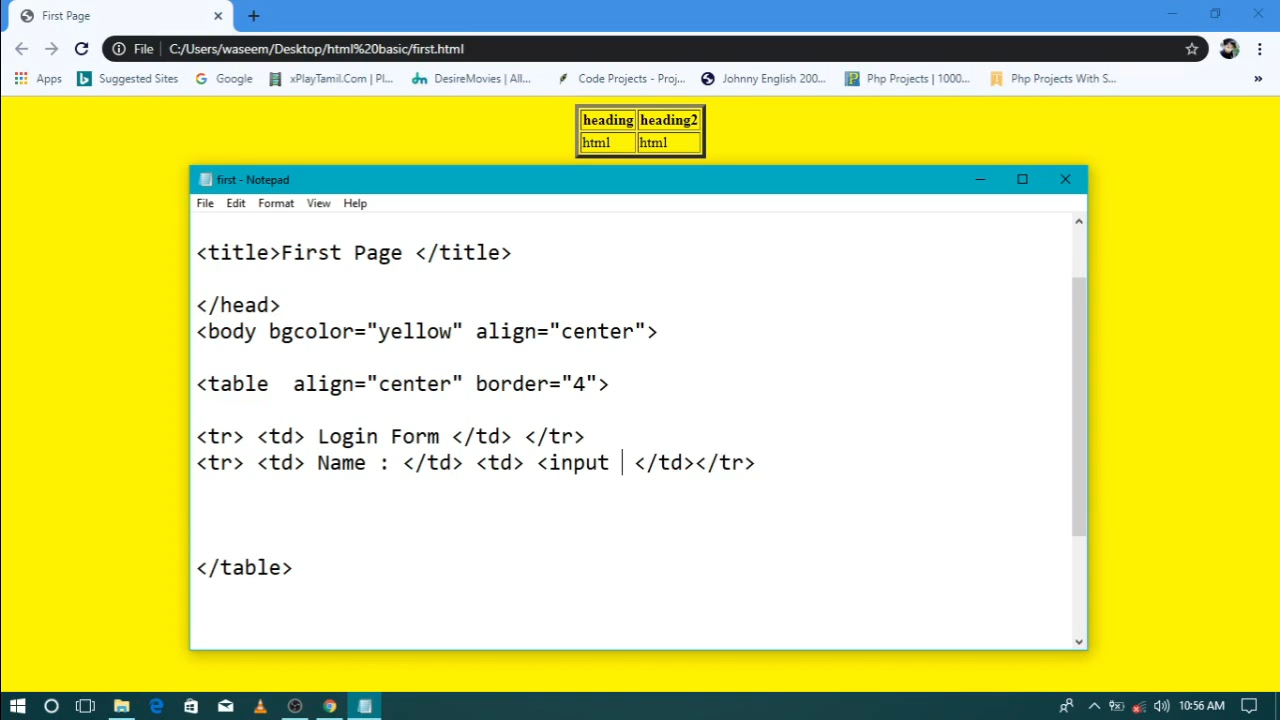 First Page
File C:/Users/waseem/Desktop/html%20basic/first.html
Apps Suggested Sites Google xPlayTamil.Com | Pl... DesireMovies | All... Code Projects - Proj... Johnny English 200... Php Projects | 1000... Php Projects With S... »
heading heading2
html html
first - Notepad
File Edit Format View Help
<title>First Page </title>
</head>
<body bgcolor="yellow" align="center">
<table  align="center" border="4">
<tr> <td> Login Form </td> </tr>
<tr> <td> Name : </td> <td> <input  </td></tr>
</table>
10:56 AM